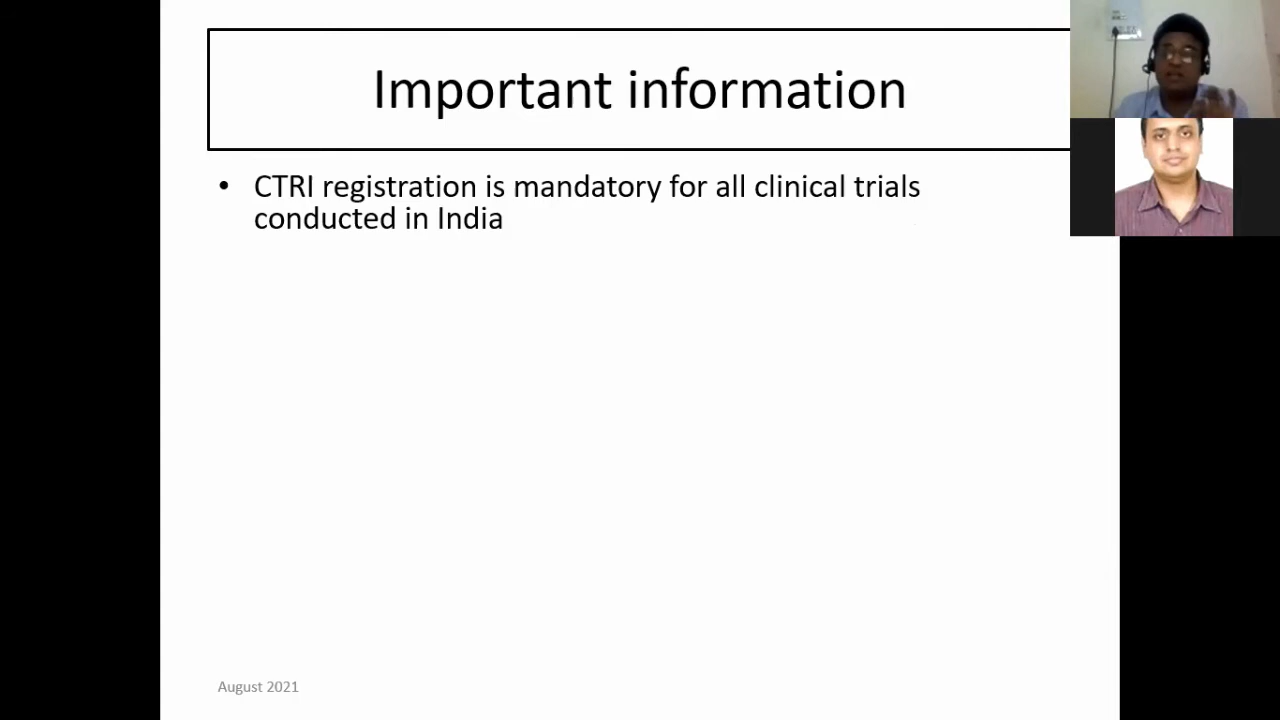 Important information
• CTRI registration is mandatory for all clinical trials
conducted in India
August 2021